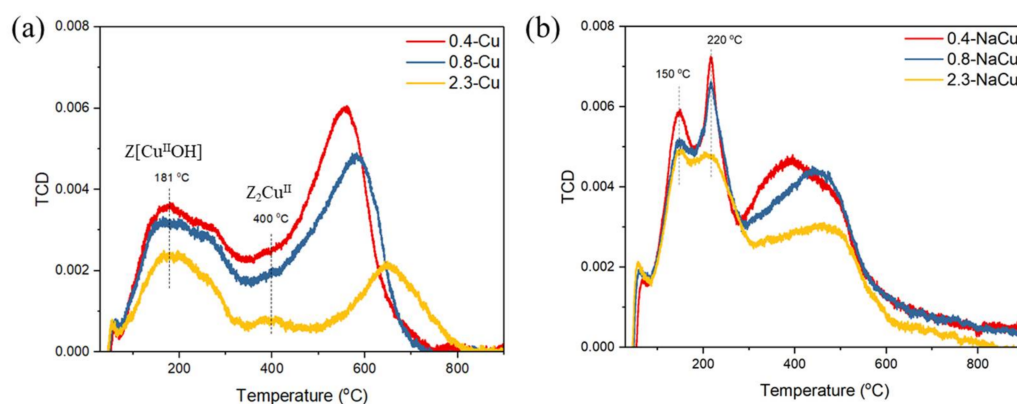 (a)
0.008
0.006
0.004
0.002
0.000
TCD
0.4-Cu
0.8-Cu
2.3-Cu
Z[CuᴵᴵOH]
181 °C
Z₂Cuᴵᴵ
400 °C
200 400 600 800
Temperature (°C)
(b)
0.008
0.006
0.004
0.002
0.000
TCD
220 °C
150 °C
0.4-NaCu
0.8-NaCu
2.3-NaCu
200 400 600 800
Temperature (°C)